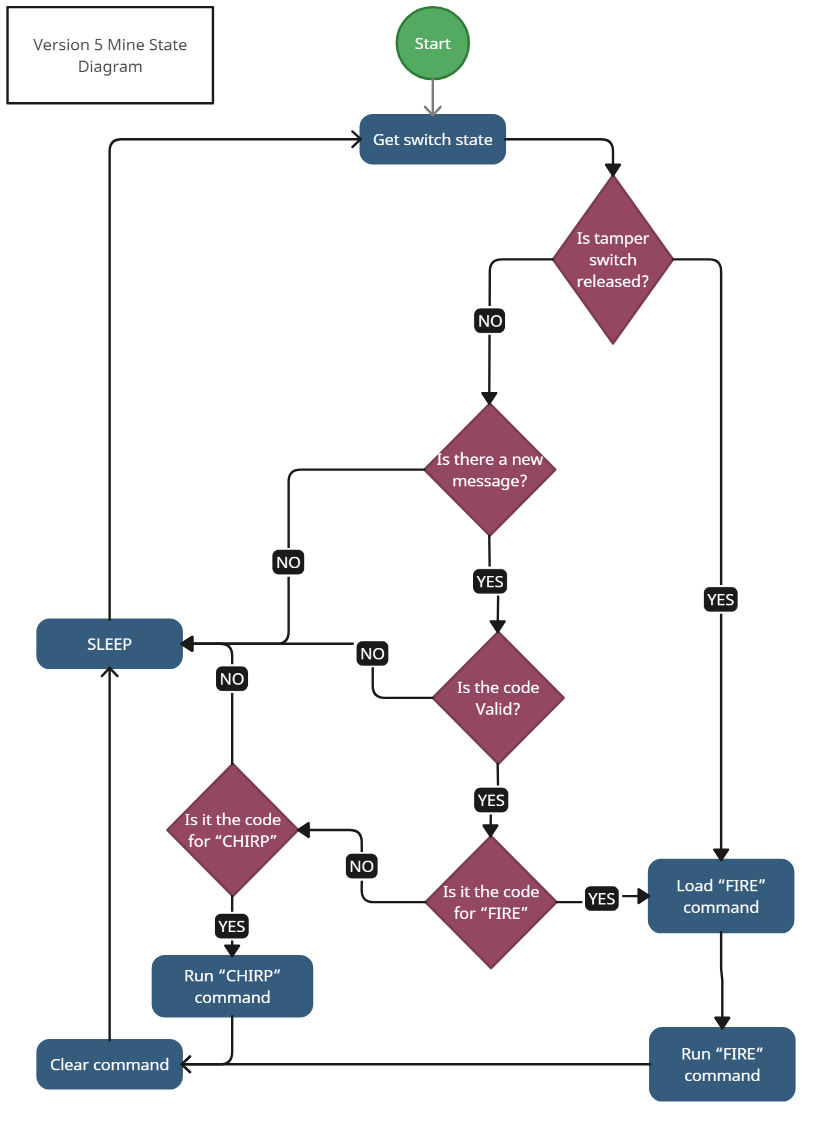 Version 5 Mine State
Diagram
Start
Get switch state
Is tamper
switch
released?
NO
Is there a new
message?
NO
YES
YES
SLEEP
NO
NO
Is the code
Valid?
YES
Is it the code
for “CHIRP”
NO
Is it the code
for “FIRE”
YES
Load “FIRE”
command
YES
Run “CHIRP”
command
Clear command
Run “FIRE”
command